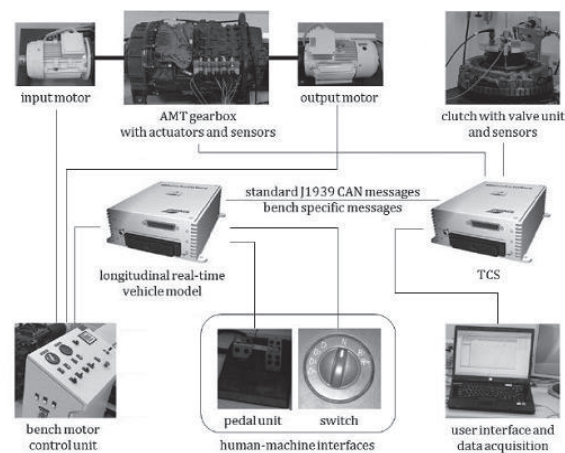 input motor
AMT gearbox
with actuators and sensors
output motor
clutch with valve unit
and sensors
standard J1939 CAN messages
bench specific messages
longitudinal real-time
vehicle model
TCS
bench motor
control unit
pedal unit
switch
human-machine interfaces
user interface and
data acquisition